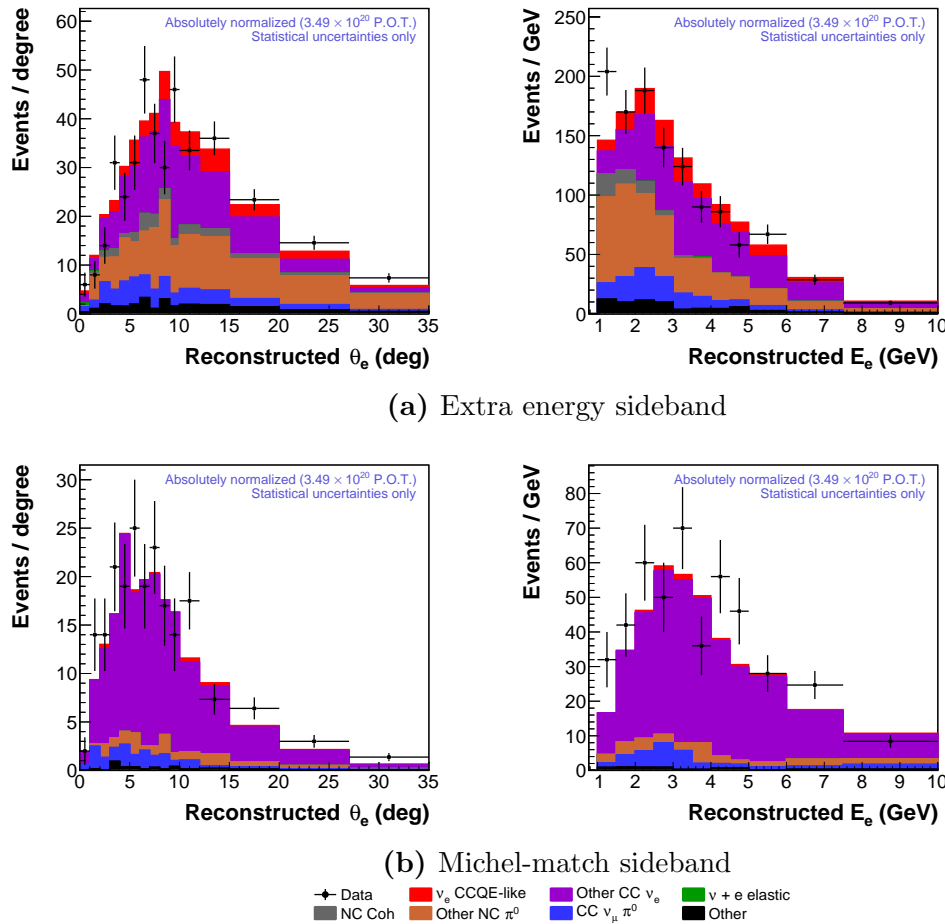 Absolutely normalized (3.49 × 10²⁰ P.O.T.)
Statistical uncertainties only
Events / degree
60
50
40
30
20
10
0
0 5 10 15 20 25 30 35
Reconstructed θₑ (deg)
Absolutely normalized (3.49 × 10²⁰ P.O.T.)
Statistical uncertainties only
Events / GeV
250
200
150
100
50
0
1 2 3 4 5 6 7 8 9 10
Reconstructed Eₑ (GeV)
(a) Extra energy sideband
Absolutely normalized (3.49 × 10²⁰ P.O.T.)
Statistical uncertainties only
Events / degree
30
25
20
15
10
5
0
0 5 10 15 20 25 30 35
Reconstructed θₑ (deg)
Absolutely normalized (3.49 × 10²⁰ P.O.T.)
Statistical uncertainties only
Events / GeV
80
70
60
50
40
30
20
10
0
1 2 3 4 5 6 7 8 9 10
Reconstructed Eₑ (GeV)
(b) Michel-match sideband
Data νₑ CCQE-like Other CC νₑ ν + e elastic
NC Coh Other NC π⁰ CC ν_μ π⁰ Other